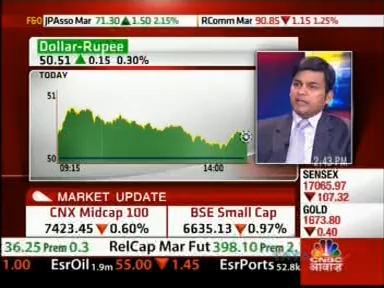 F&O JPAsso Mar 71.30 ▲ 1.50 2.15% RComm Mar 90.85 ▼ 1.15 1.25%
Dollar-Rupee
50.51 ▲ 0.15 0.30%
TODAY
51
50
09:15 14:00
2:43 PM
SENSEX
17065.97
▼ 167.32
GOLD
1673.80
▼ 0.40
MARKET UPDATE
CNX Midcap 100 BSE Small Cap
7423.45 ▼ 0.60% 6635.13 ▼ 0.97%
36.25 Prem 0.3 RelCap Mar Fut 398.10 Prem 2.
1.00 EsrOil 1.9m 55.00 ▼ 1.45 EsrPorts 52.8k
CNBC
आवाज़